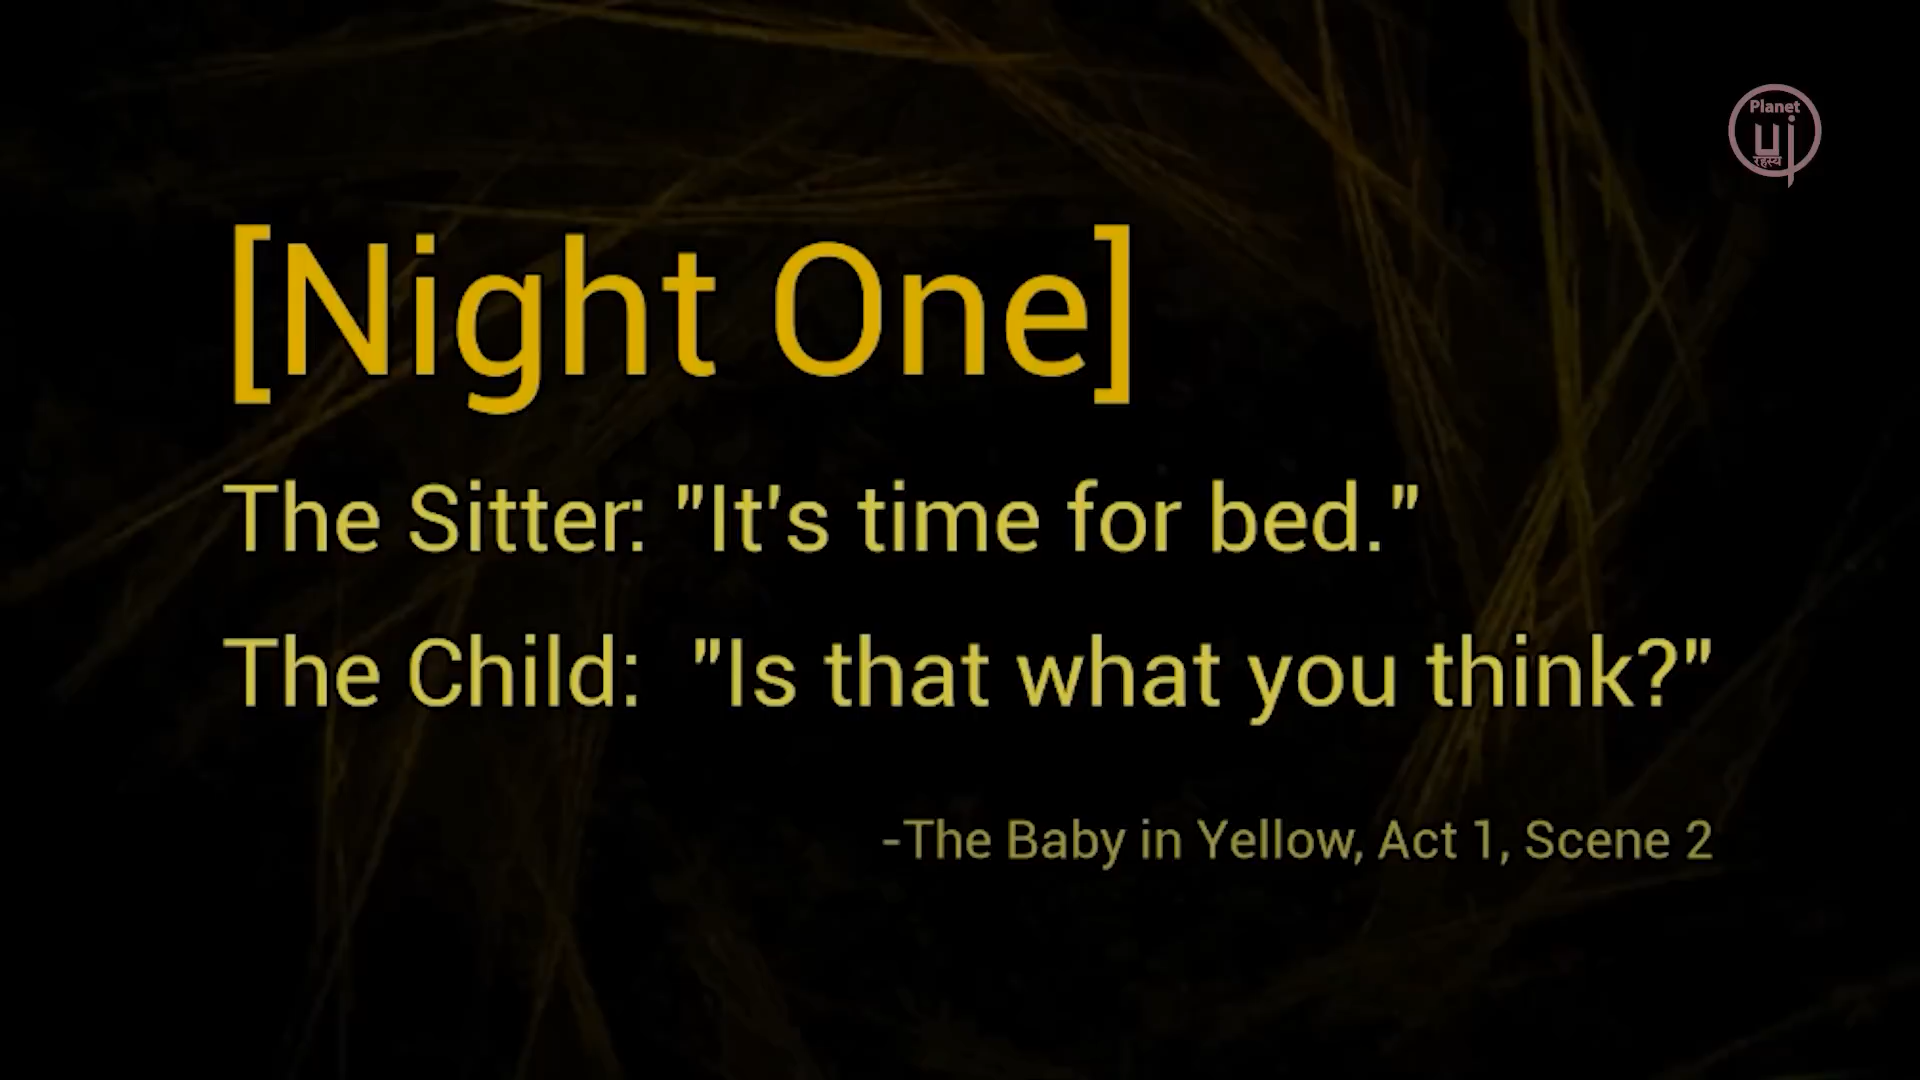 Planet
uj
रहस्य
[Night One]
The Sitter: "It's time for bed."
The Child:  "Is that what you think?"
-The Baby in Yellow, Act 1, Scene 2